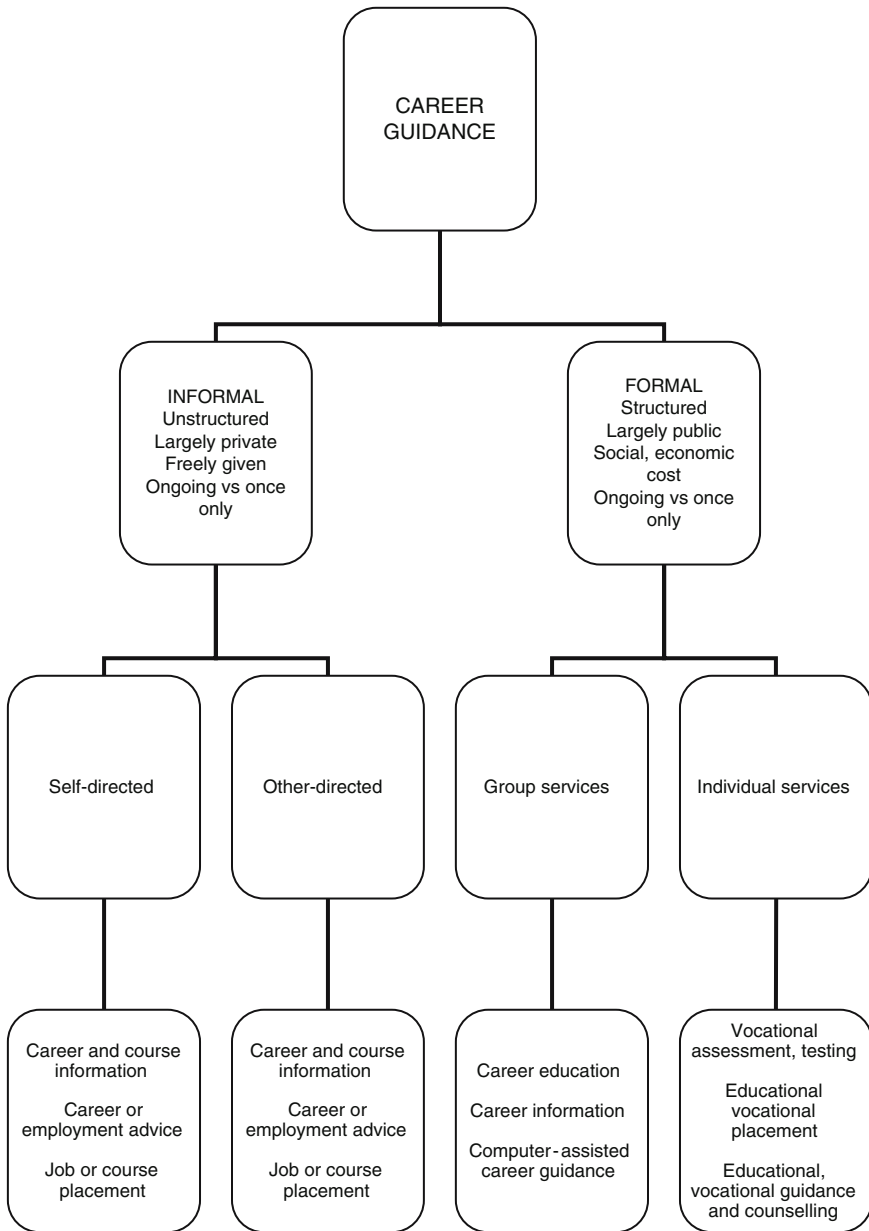 CAREER
GUIDANCE
INFORMAL
Unstructured
Largely private
Freely given
Ongoing vs once
only
FORMAL
Structured
Largely public
Social, economic
cost
Ongoing vs once
only
Self-directed
Other-directed
Group services
Individual services
Career and course
information
Career or
employment advice
Job or course
placement
Career and course
information
Career or
employment advice
Job or course
placement
Career education
Career information
Computer-assisted
career guidance
Vocational
assessment, testing
Educational
vocational
placement
Educational,
vocational guidance
and counselling